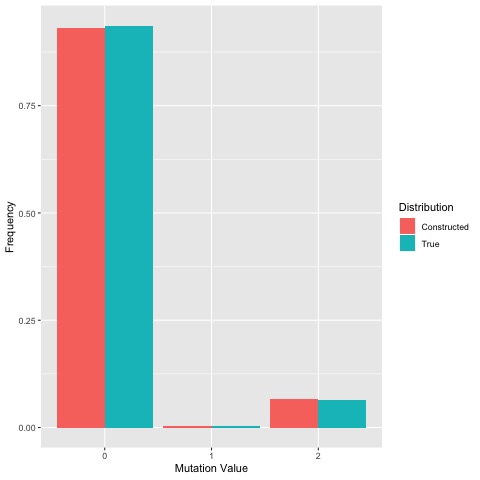 0.75
0.50
0.25
0.00
Frequency
0
1
2
Mutation Value
Distribution
Constructed
True